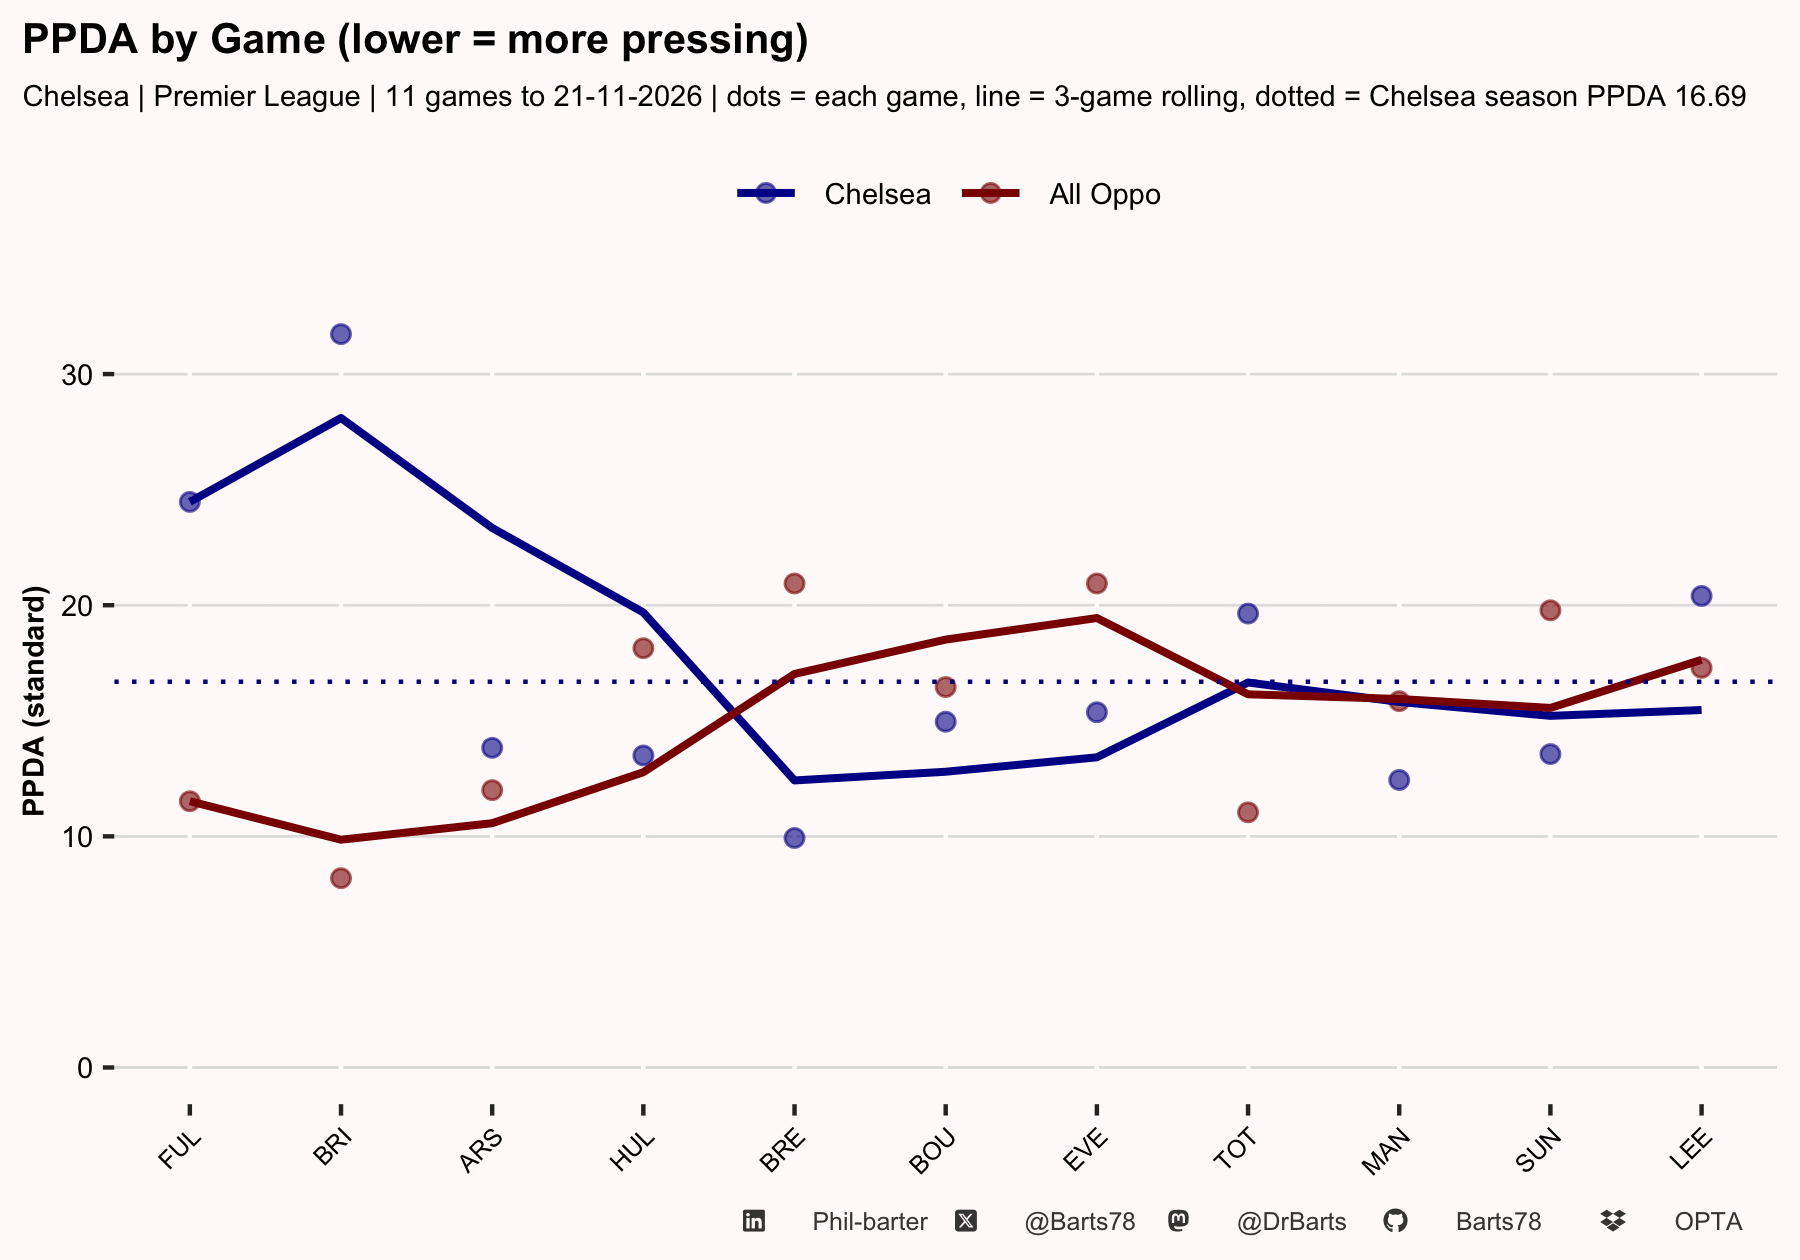 PPDA by Game (lower = more pressing)
Chelsea | Premier League | 11 games to 21-11-2026 | dots = each game, line = 3-game rolling, dotted = Chelsea season PPDA 16.69
Chelsea All Oppo
PPDA (standard)
30
20
10
0
FUL BRI ARS HUL BRE BOU EVE TOT MAN SUN LEE
Phil-barter @Barts78 @DrBarts Barts78 OPTA